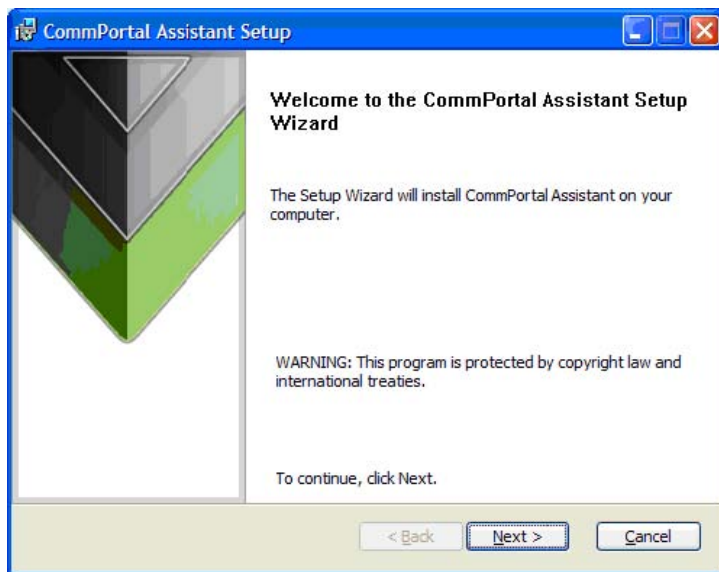 CommPortal Assistant Setup
Welcome to the CommPortal Assistant Setup
Wizard
The Setup Wizard will install CommPortal Assistant on your
computer.
WARNING: This program is protected by copyright law and
international treaties.
To continue, click Next.
< Back
Next >
Cancel